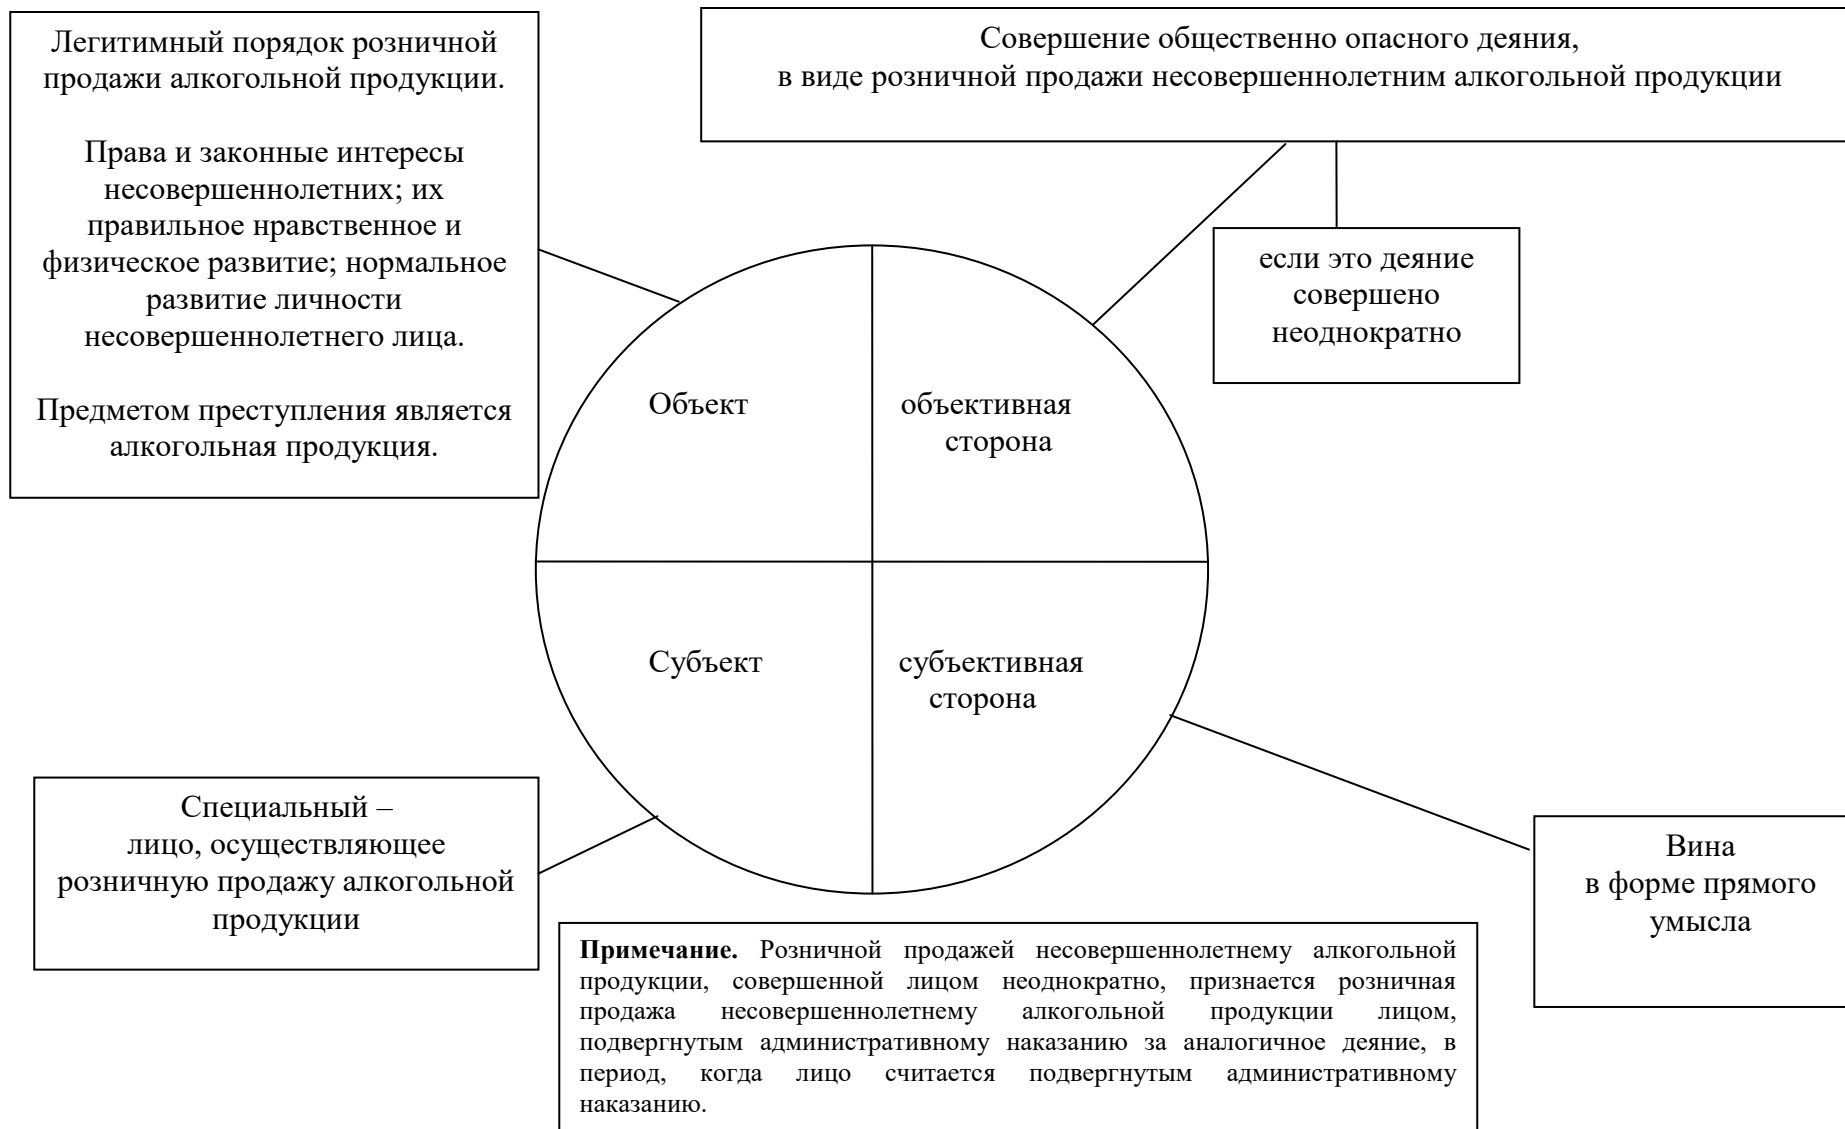 Легитимный порядок розничной
продажи алкогольной продукции.
Права и законные интересы
несовершеннолетних; их
правильное нравственное и
физическое развитие; нормальное
развитие личности
несовершеннолетнего лица.
Предметом преступления является
алкогольная продукция.
Совершение общественно опасного деяния,
в виде розничной продажи несовершеннолетним алкогольной продукции
если это деяние
совершено
неоднократно
Объект
объективная
сторона
Субъект
субъективная
сторона
Специальный –
лицо, осуществляющее
розничную продажу алкогольной
продукции
Вина
в форме прямого
умысла
Примечание. Розничной продажей несовершеннолетнему алкогольной
продукции, совершенной лицом неоднократно, признается розничная
продажа несовершеннолетнему алкогольной продукции лицом,
подвергнутым административному наказанию за аналогичное деяние, в
период, когда лицо считается подвергнутым административному
наказанию.